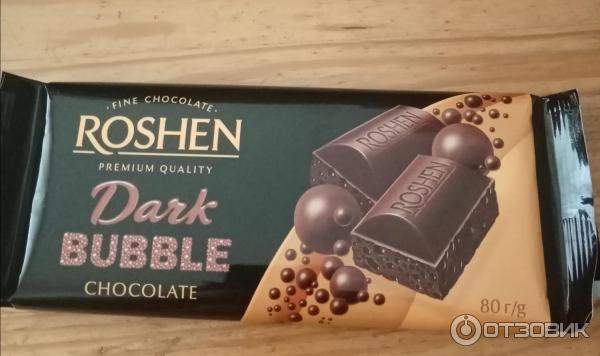 · FINE CHOCOLATE ·
ROSHEN
PREMIUM QUALITY
Dark
BUBBLE
CHOCOLATE
ROSHEN
ROSHEN
80 г/g
ОТЗОВИК